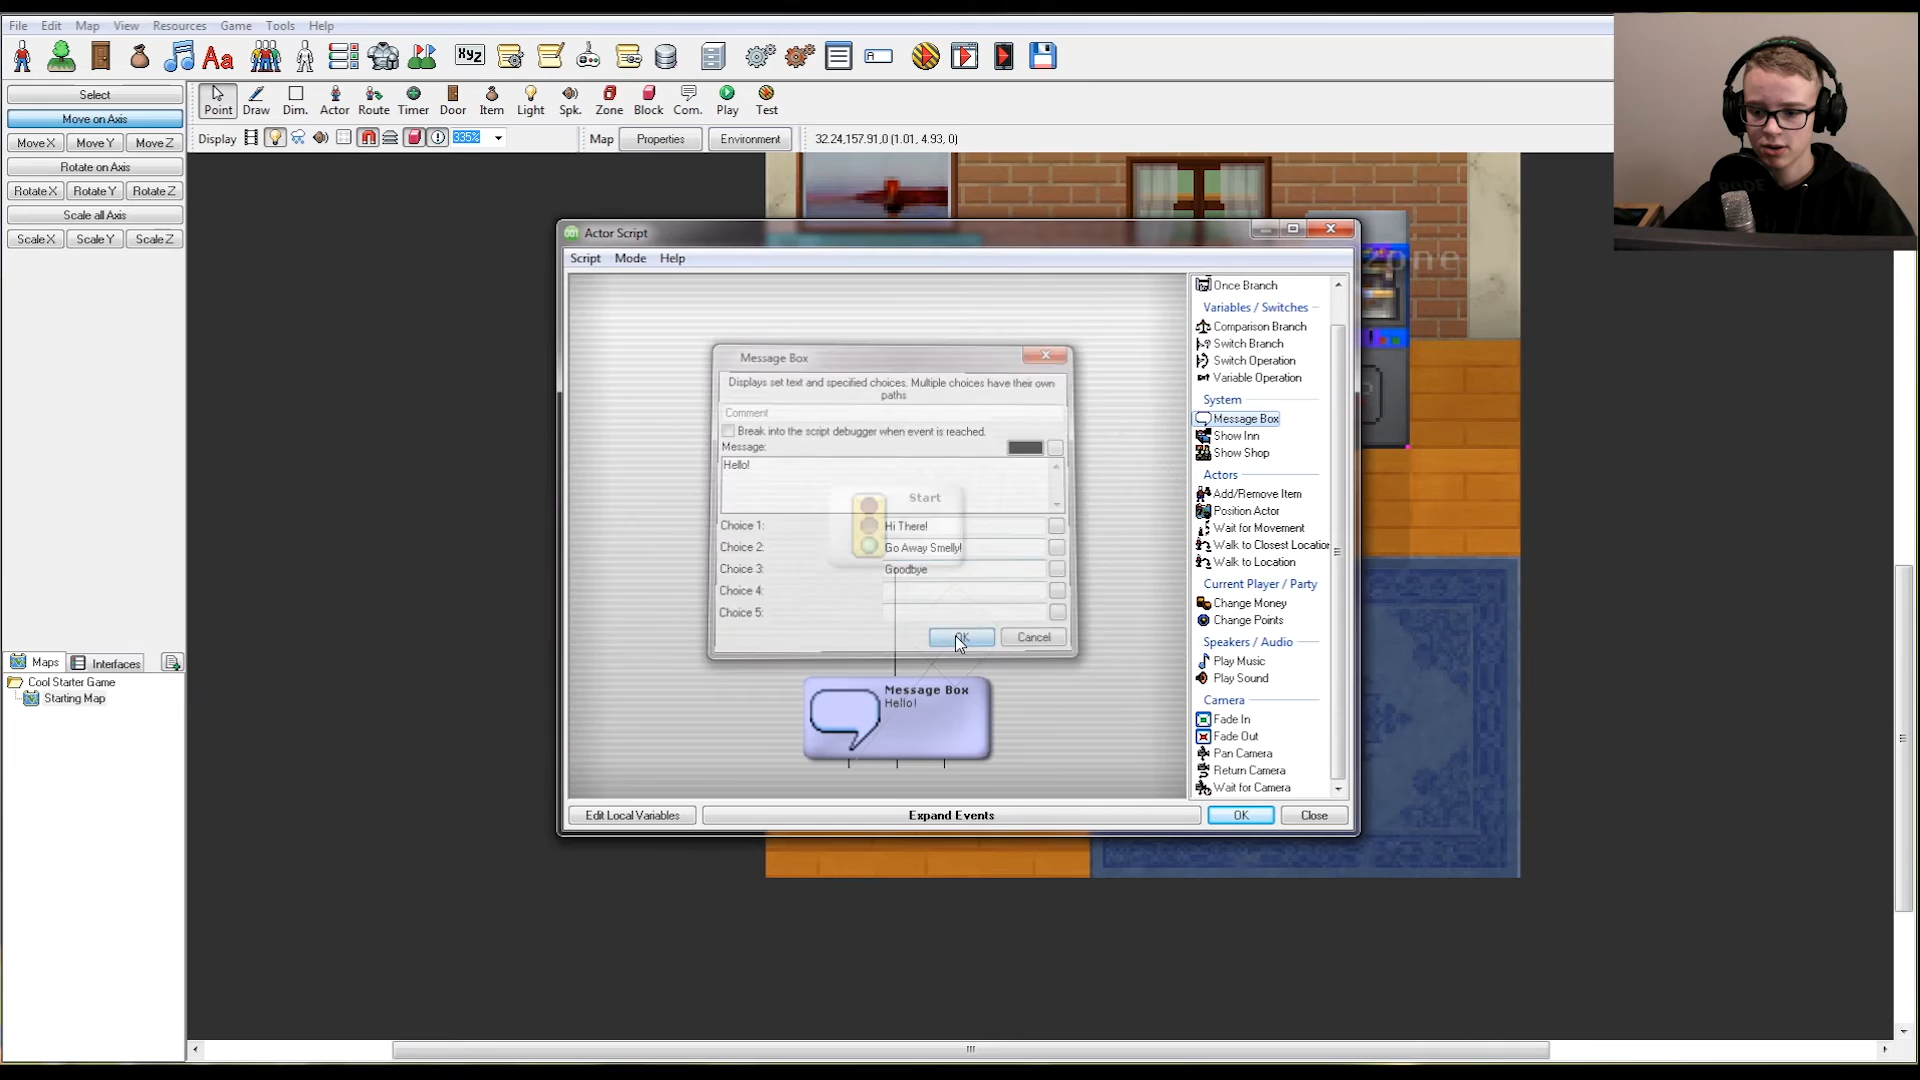 File Edit Map View Resources Game Tools Help
Aa
xyz
A
Select
Move on Axis
Move X Move Y Move Z
Rotate on Axis
Rotate X Rotate Y Rotate Z
Scale all Axis
Scale X Scale Y Scale Z
Point Draw Dim. Actor Route Timer Door Item Light Spk. Zone Block Com. Play Test
Display 335% Map Properties Environment 32.24,157.91,0 (1.01, 4.93, 0)
RODE
zone
Actor Script
Script Mode Help
Message Box
Displays set text and specified choices. Multiple choices have their own
paths
Comment
Break into the script debugger when event is reached.
Message:
Hello!
Start
Choice 1: Hi There!
Choice 2: Go Away Smelly!
Choice 3: Goodbye
Choice 4:
Choice 5:
OK Cancel
Message Box
Hello!
Once Branch
Variables / Switches
Comparison Branch
Switch Branch
Switch Operation
Variable Operation
System
Message Box
Show Inn
Show Shop
Actors
Add/Remove Item
Position Actor
Wait for Movement
Walk to Closest Location
Walk to Location
Current Player / Party
Change Money
Change Points
Speakers / Audio
Play Music
Play Sound
Camera
Fade In
Fade Out
Pan Camera
Return Camera
Wait for Camera
Edit Local Variables Expand Events OK Close
Maps Interfaces
Cool Starter Game
Starting Map